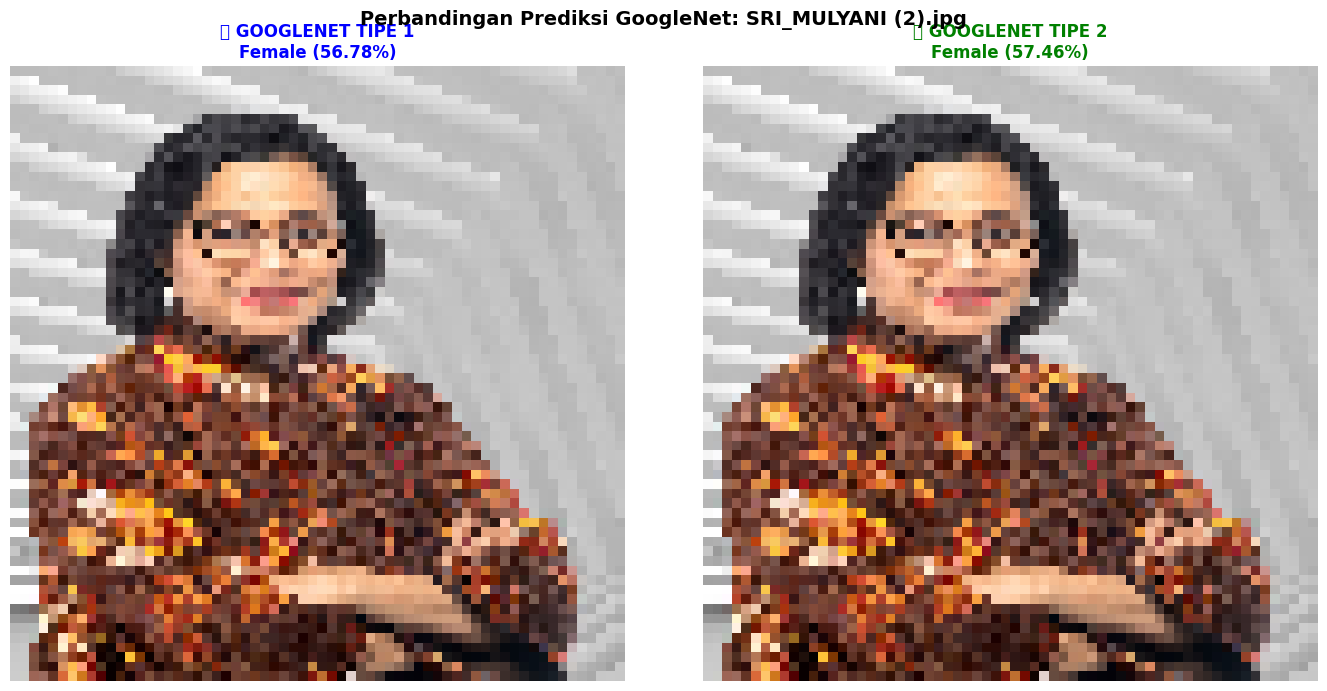 Perbandingan Prediksi GoogleNet: SRI_MULYANI (2).jpg
▯ GOOGLENET TIPE 1
Female (56.78%)
▯ GOOGLENET TIPE 2
Female (57.46%)